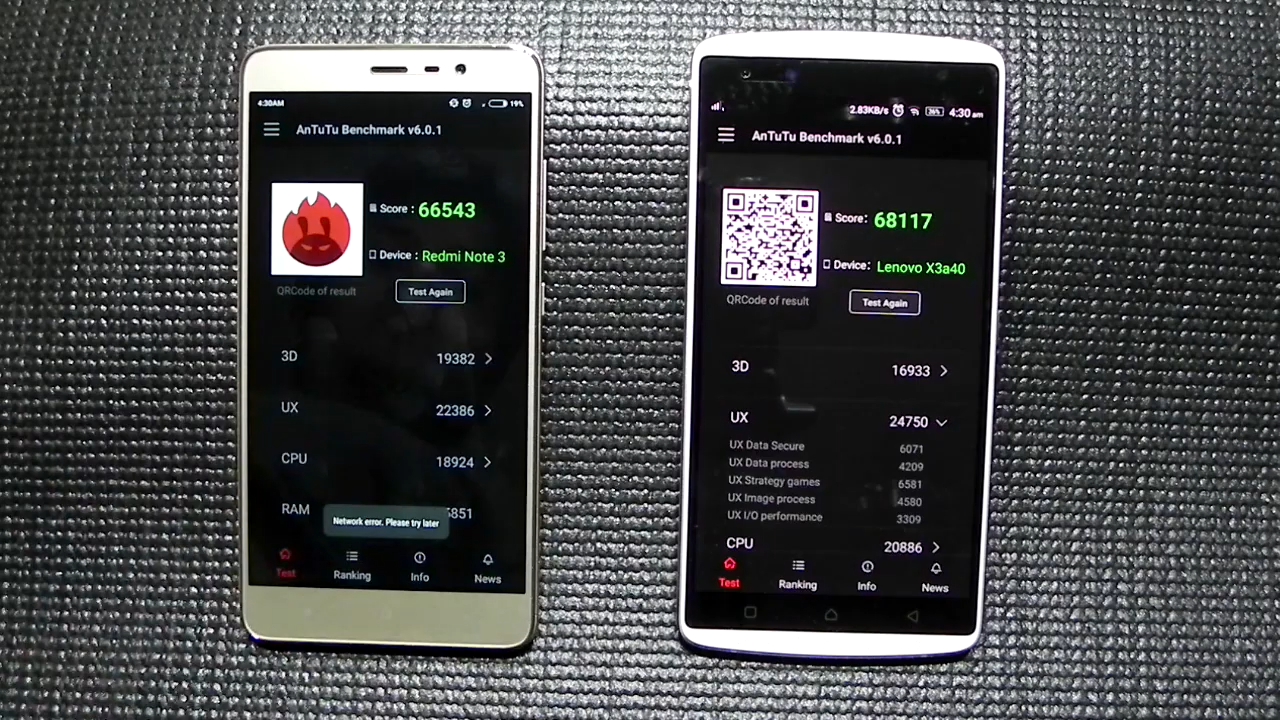 4:30AM
19%
AnTuTu Benchmark v6.0.1
Score : 66543
Device : Redmi Note 3
QRCode of result
Test Again
3D 19382
UX 22386
CPU 18924
RAM 5851
Network error. Please try later
Test Ranking Info News
2.83KB/s 26% 4:30am
AnTuTu Benchmark v6.0.1
Score: 68117
Device: Lenovo X3a40
QRCode of result
Test Again
3D 16933
UX 24750
UX Data Secure 6071
UX Data process 4209
UX Strategy games 6581
UX Image process 4580
UX I/O performance 3309
CPU 20886
Test Ranking Info News